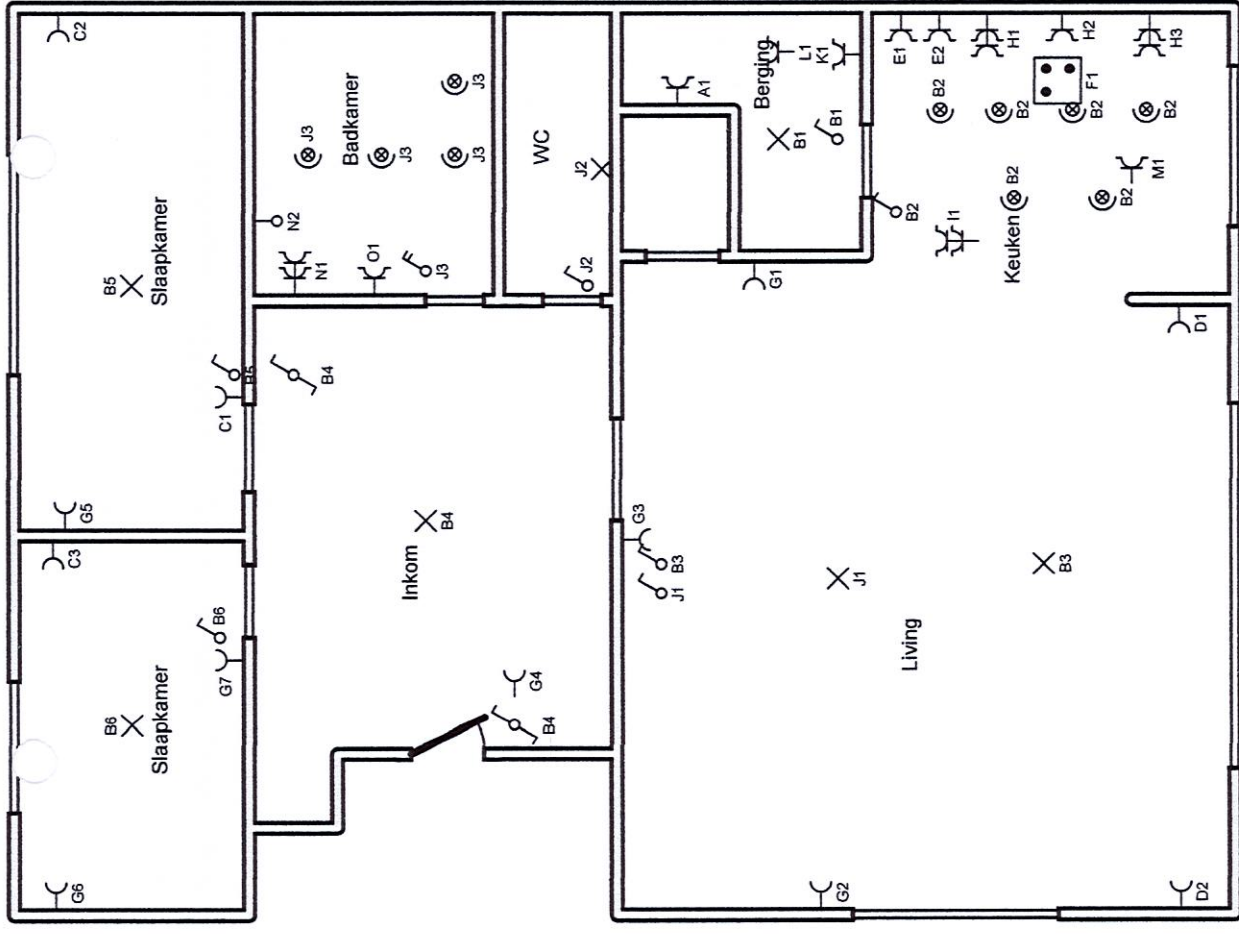 C2
B5
Slaapkamer
B5
C1
G5
C3
B6
Slaapkamer
B6
G7
G6
J3
J3
J3
J3
Badkamer
N2
N1
O1
J3
B4
WC
J2
J2
Inkom
B4
G4
B4
Berging
L1
K1
A1
B1
B1
E1
E2
H1
H2
H3
F1
B2
B2
B2
B2
B2
B2
B2
M1
I1
Keuken
G1
D1
G3
B3
J1
J1
B3
Living
G2
D2